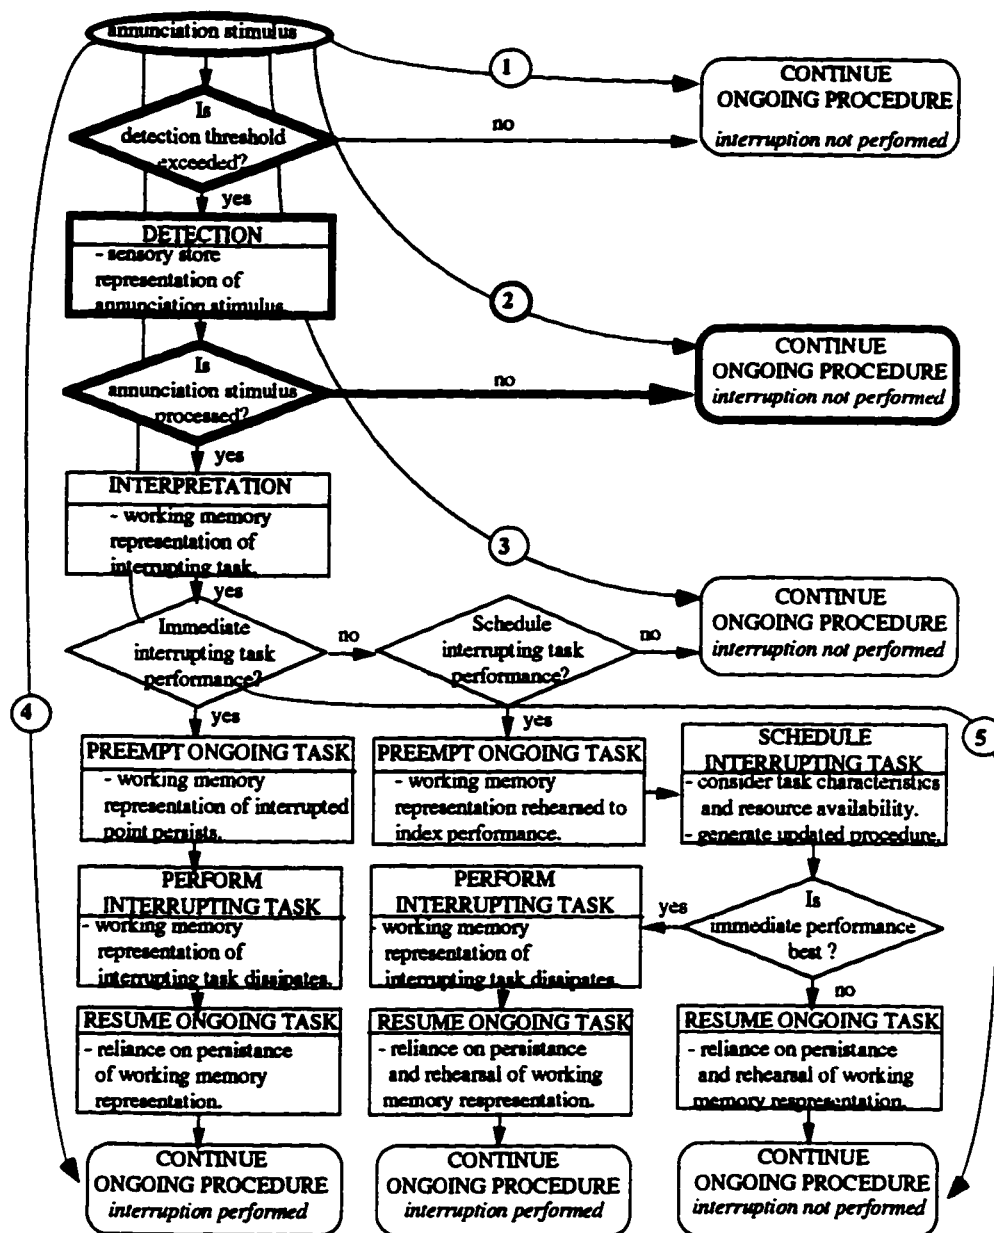 annunciation stimulus
1
CONTINUE
ONGOING PROCEDURE
interruption not performed
Is
detection threshold
exceeded?
no
yes
DETECTION
- sensory store
representation of
annunciation stimulus.
2
CONTINUE
ONGOING PROCEDURE
interruption not performed
Is
annunciation stimulus
processed?
no
yes
INTERPRETATION
- working memory
representation of
interrupting task.
3
yes
CONTINUE
ONGOING PROCEDURE
interruption not performed
Immediate
interrupting task
performance?
no
Schedule
interrupting task
performance?
no
4
yes
yes
5
PREEMPT ONGOING TASK
- working memory
representation of interrupted
point persists.
PREEMPT ONGOING TASK
- working memory
representation rehearsed to
index performance.
SCHEDULE
INTERRUPTING TASK
- consider task characteristics
and resource availability.
- generate updated procedure.
PERFORM
INTERRUPTING TASK
- working memory
representation of
interrupting task dissipates.
PERFORM
INTERRUPTING TASK
- working memory
representation of
interrupting task dissipates.
yes
Is
immediate performance
best ?
no
RESUME ONGOING TASK
- reliance on persistance
of working memory
representation.
RESUME ONGOING TASK
- reliance on persistance
and rehearsal of working
memory respresentation.
RESUME ONGOING TASK
- reliance on persistance
and rehearsal of working
memory respresentation.
CONTINUE
ONGOING PROCEDURE
interruption performed
CONTINUE
ONGOING PROCEDURE
interruption performed
CONTINUE
ONGOING PROCEDURE
interruption not performed